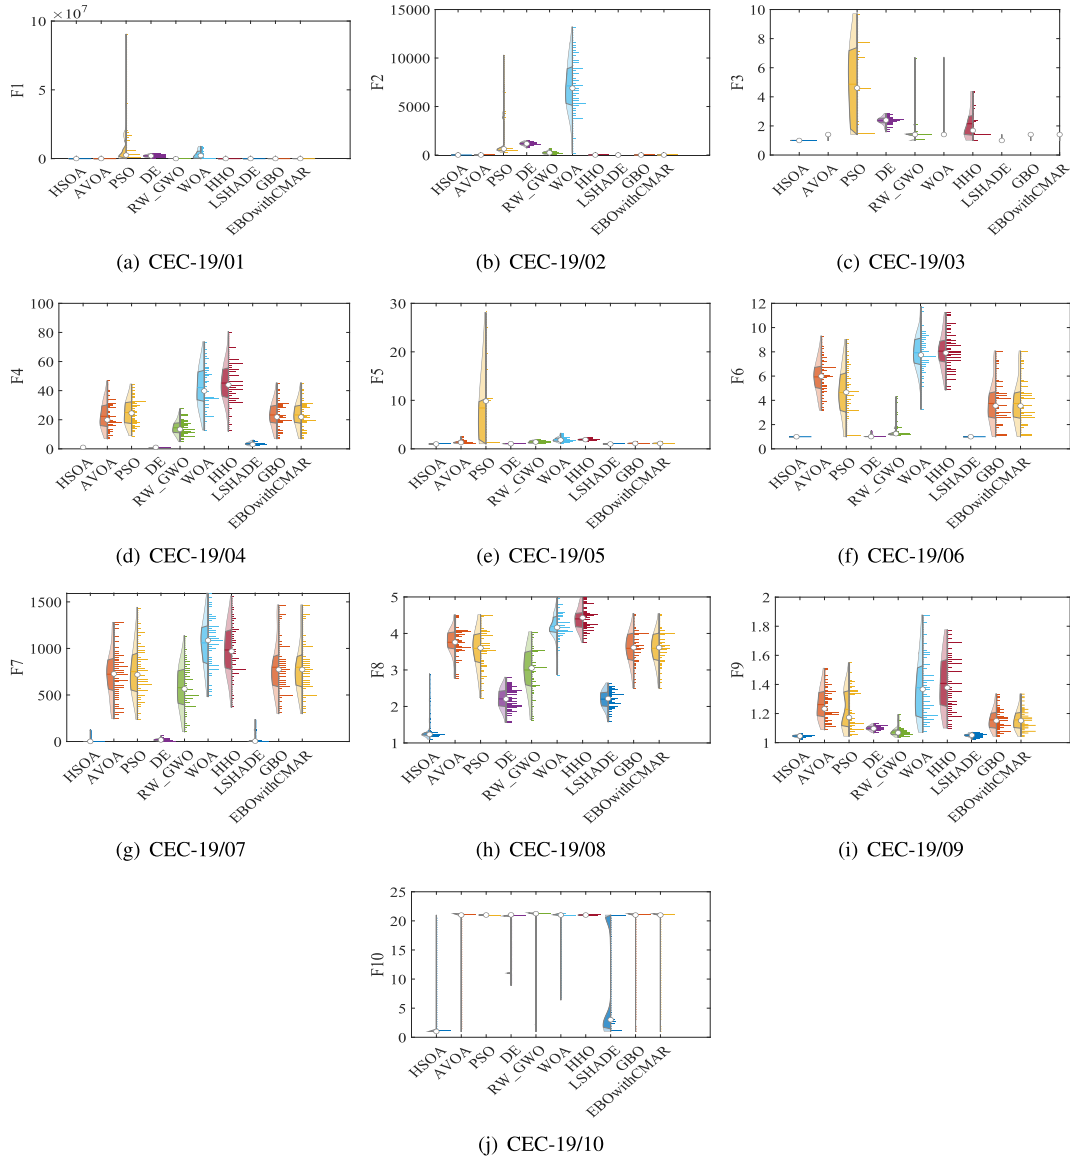 10 ×10^7
5
0
F1
HSOA
AVOA
PSO
DE
RW_GWO
WOA
HHO
LSHADE
GBO
EBOwithCMAR
(a) CEC-19/01
15000
10000
5000
0
F2
HSOA
AVOA
PSO
DE
RW_GWO
WOA
HHO
LSHADE
GBO
EBOwithCMAR
(b) CEC-19/02
10
8
6
4
2
0
F3
HSOA
AVOA
PSO
DE
RW_GWO
WOA
HHO
LSHADE
GBO
EBOwithCMAR
(c) CEC-19/03
100
80
60
40
20
0
F4
HSOA
AVOA
PSO
DE
RW_GWO
WOA
HHO
LSHADE
GBO
EBOwithCMAR
(d) CEC-19/04
30
20
10
0
F5
HSOA
AVOA
PSO
DE
RW_GWO
WOA
HHO
LSHADE
GBO
EBOwithCMAR
(e) CEC-19/05
12
10
8
6
4
2
0
F6
HSOA
AVOA
PSO
DE
RW_GWO
WOA
HHO
LSHADE
GBO
EBOwithCMAR
(f) CEC-19/06
1500
1000
500
0
F7
HSOA
AVOA
PSO
DE
RW_GWO
WOA
HHO
LSHADE
GBO
EBOwithCMAR
(g) CEC-19/07
5
4
3
2
1
F8
HSOA
AVOA
PSO
DE
RW_GWO
WOA
HHO
LSHADE
GBO
EBOwithCMAR
(h) CEC-19/08
2
1.8
1.6
1.4
1.2
1
F9
HSOA
AVOA
PSO
DE
RW_GWO
WOA
HHO
LSHADE
GBO
EBOwithCMAR
(i) CEC-19/09
25
20
15
10
5
0
F10
HSOA
AVOA
PSO
DE
RW_GWO
WOA
HHO
LSHADE
GBO
EBOwithCMAR
(j) CEC-19/10